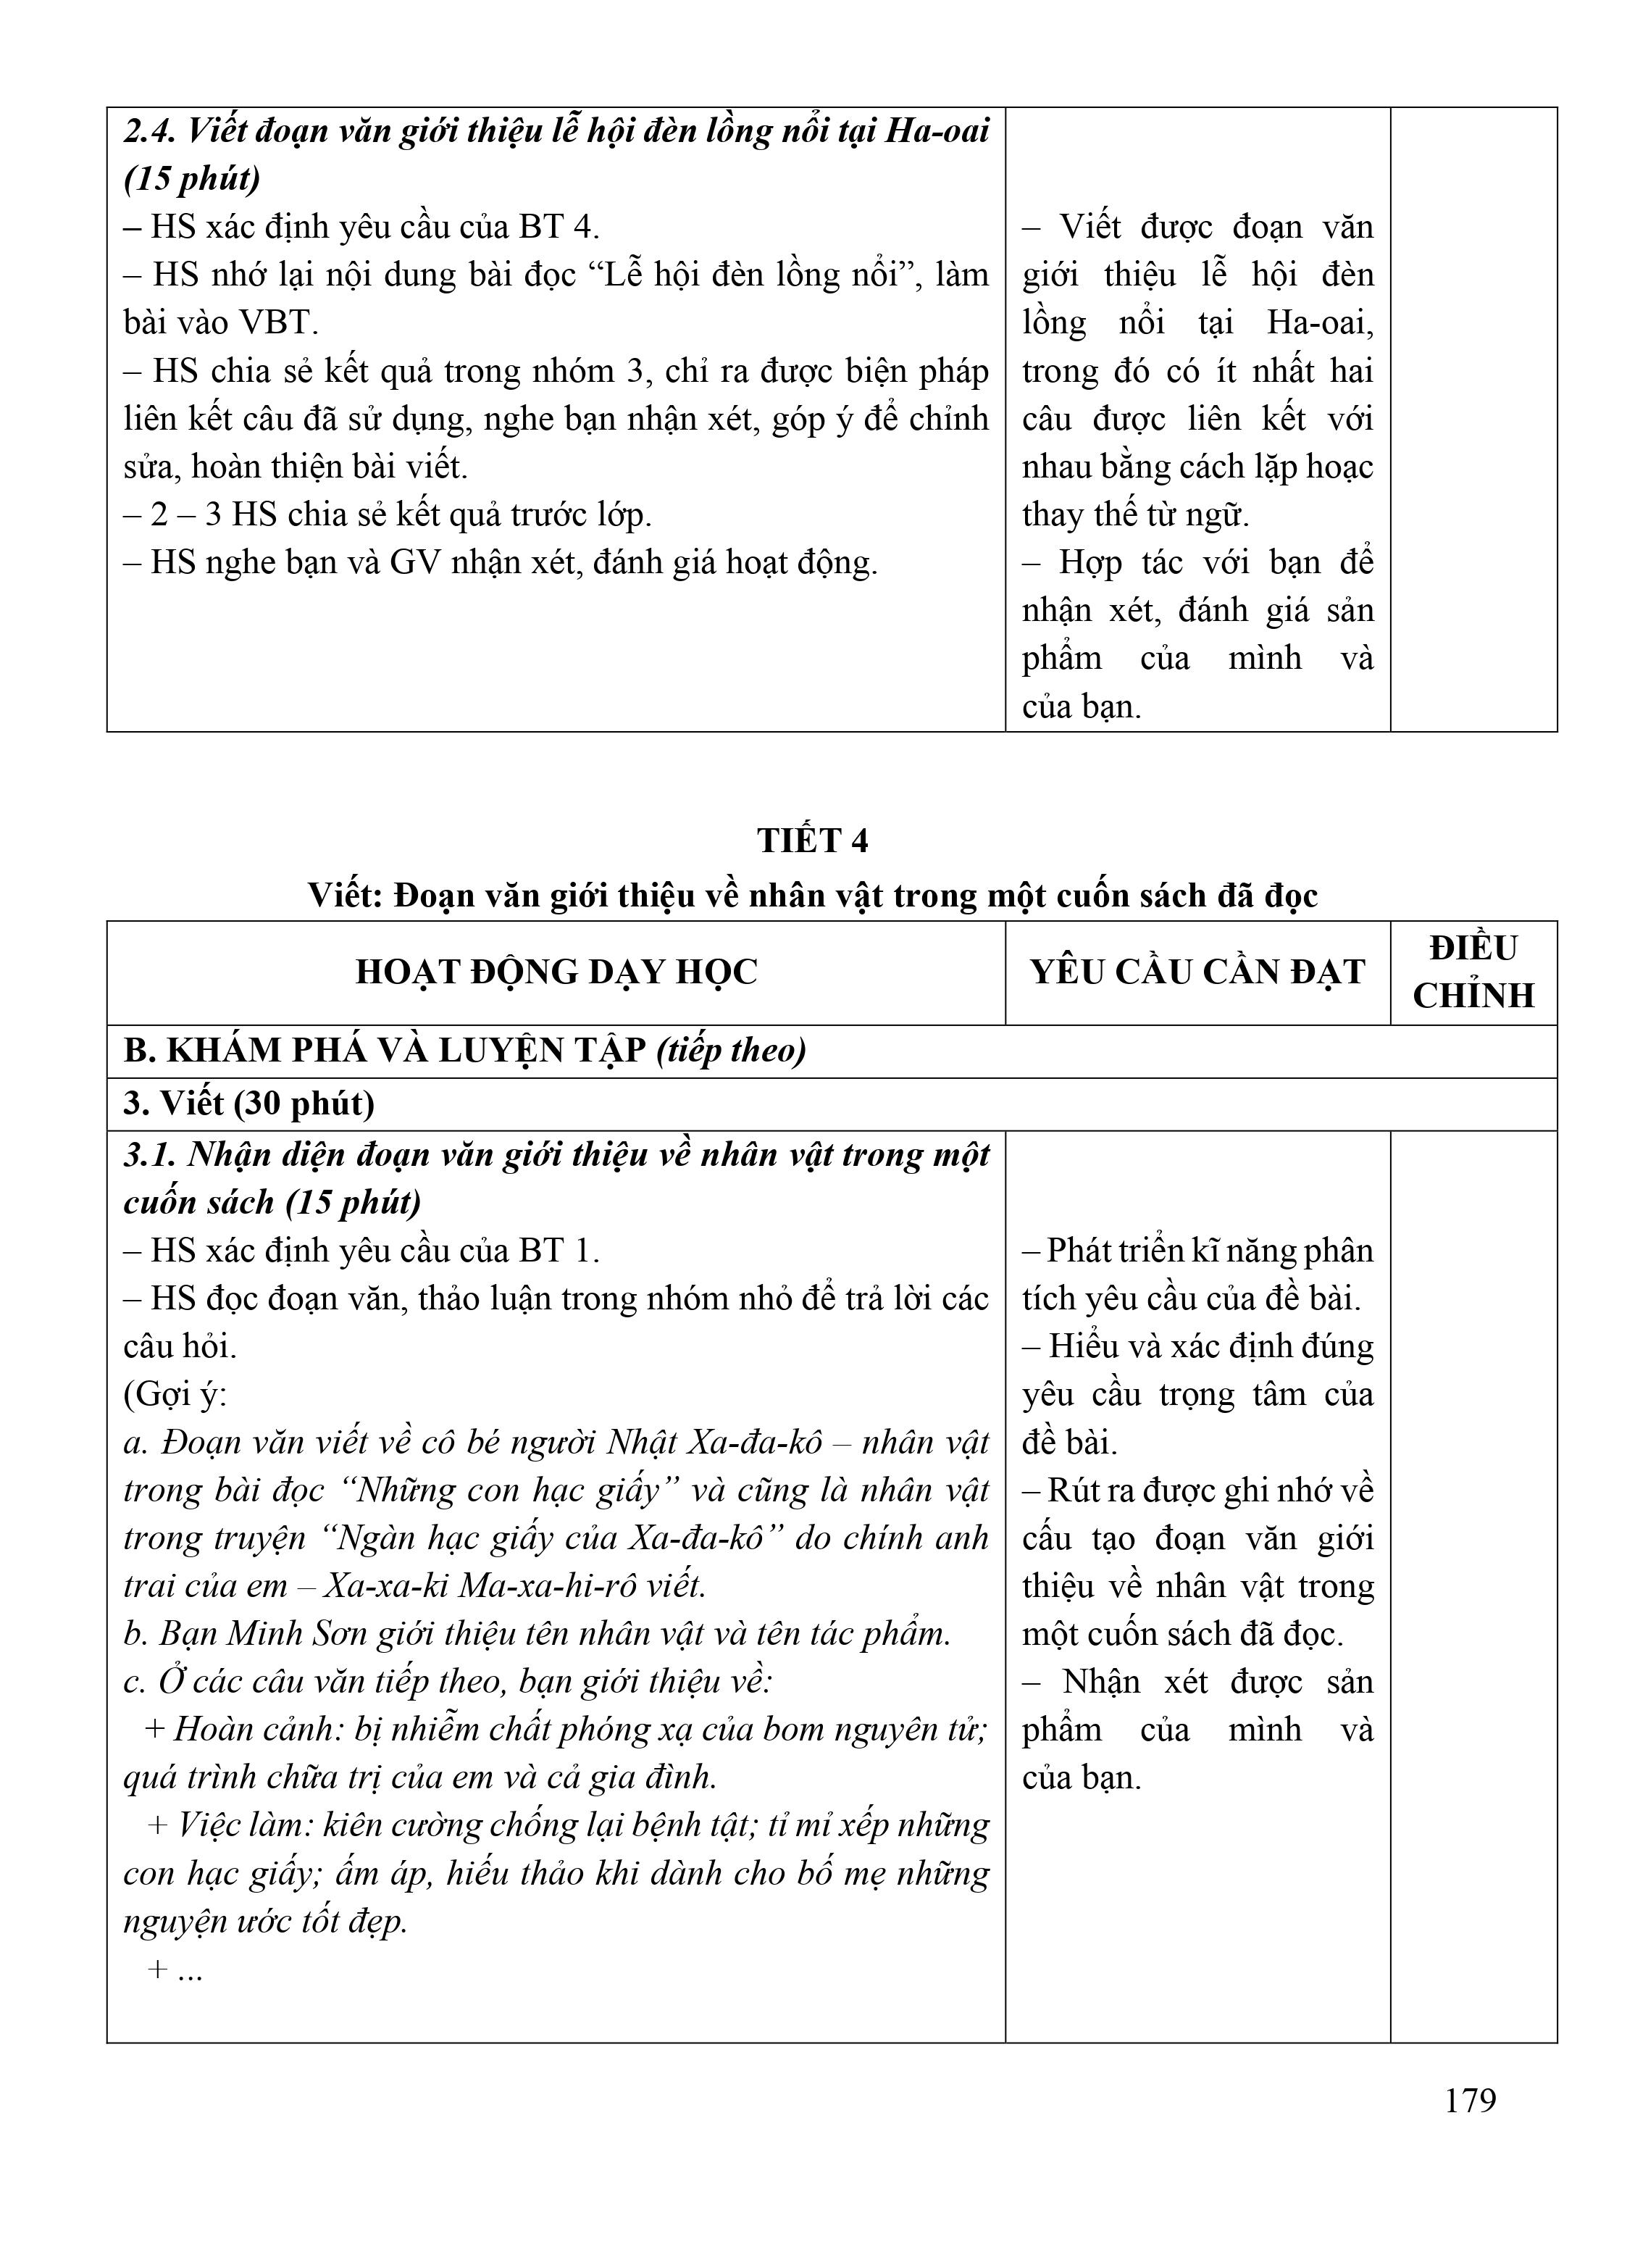 2.4. Viết đoạn văn giới thiệu lễ hội đèn lồng nổi tại Ha-oai
(15 phút)
– HS xác định yêu cầu của BT 4.
– HS nhớ lại nội dung bài đọc “Lễ hội đèn lồng nổi”, làm
bài vào VBT.
– HS chia sẻ kết quả trong nhóm 3, chỉ ra được biện pháp
liên kết câu đã sử dụng, nghe bạn nhận xét, góp ý để chỉnh
sửa, hoàn thiện bài viết.
– 2 – 3 HS chia sẻ kết quả trước lớp.
– HS nghe bạn và GV nhận xét, đánh giá hoạt động.
– Viết được đoạn văn
giới thiệu lễ hội đèn
lồng nổi tại Ha-oai,
trong đó có ít nhất hai
câu được liên kết với
nhau bằng cách lặp hoạc
thay thế từ ngữ.
– Hợp tác với bạn để
nhận xét, đánh giá sản
phẩm của mình và
của bạn.
TIẾT 4
Viết: Đoạn văn giới thiệu về nhân vật trong một cuốn sách đã đọc
HOẠT ĐỘNG DẠY HỌC
YÊU CẦU CẦN ĐẠT
ĐIỀU
CHỈNH
B. KHÁM PHÁ VÀ LUYỆN TẬP (tiếp theo)
3. Viết (30 phút)
3.1. Nhận diện đoạn văn giới thiệu về nhân vật trong một
cuốn sách (15 phút)
– HS xác định yêu cầu của BT 1.
– HS đọc đoạn văn, thảo luận trong nhóm nhỏ để trả lời các
câu hỏi.
(Gợi ý:
a. Đoạn văn viết về cô bé người Nhật Xa-đa-kô – nhân vật
trong bài đọc “Những con hạc giấy” và cũng là nhân vật
trong truyện “Ngàn hạc giấy của Xa-đa-kô” do chính anh
trai của em – Xa-xa-ki Ma-xa-hi-rô viết.
b. Bạn Minh Sơn giới thiệu tên nhân vật và tên tác phẩm.
c. Ở các câu văn tiếp theo, bạn giới thiệu về:
+ Hoàn cảnh: bị nhiễm chất phóng xạ của bom nguyên tử;
quá trình chữa trị của em và cả gia đình.
+ Việc làm: kiên cường chống lại bệnh tật; tỉ mỉ xếp những
con hạc giấy; ấm áp, hiếu thảo khi dành cho bố mẹ những
nguyện ước tốt đẹp.
+ ...
– Phát triển kĩ năng phân
tích yêu cầu của đề bài.
– Hiểu và xác định đúng
yêu cầu trọng tâm của
đề bài.
– Rút ra được ghi nhớ về
cấu tạo đoạn văn giới
thiệu về nhân vật trong
một cuốn sách đã đọc.
– Nhận xét được sản
phẩm của mình và
của bạn.
179